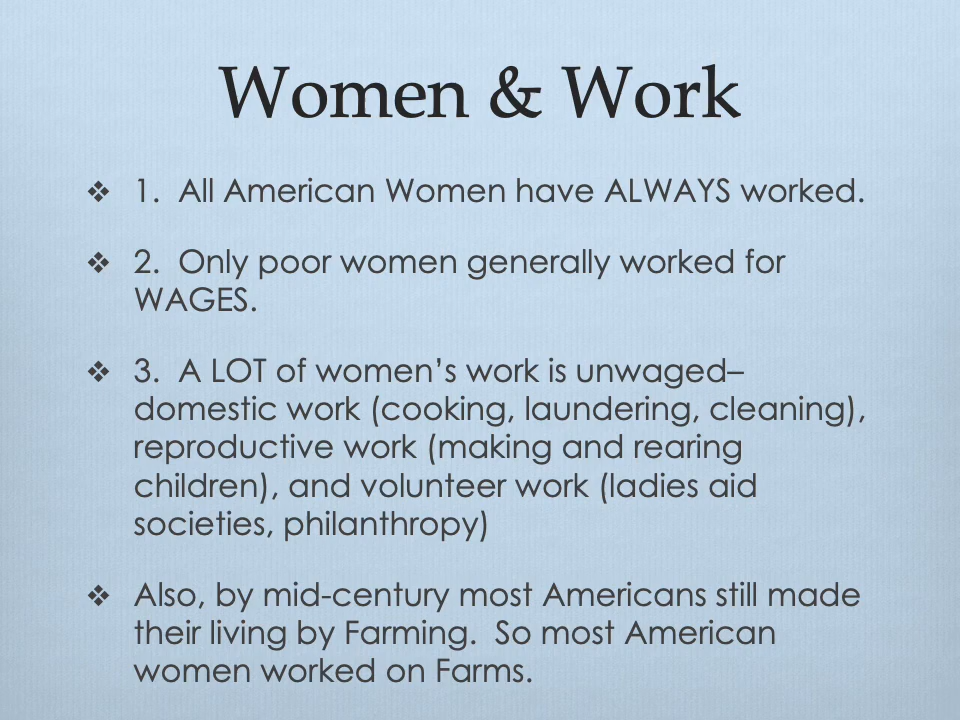 Women & Work
❖ 1. All American Women have ALWAYS worked.
❖ 2. Only poor women generally worked for
WAGES.
❖ 3. A LOT of women’s work is unwaged–
domestic work (cooking, laundering, cleaning),
reproductive work (making and rearing
children), and volunteer work (ladies aid
societies, philanthropy)
❖ Also, by mid-century most Americans still made
their living by Farming. So most American
women worked on Farms.